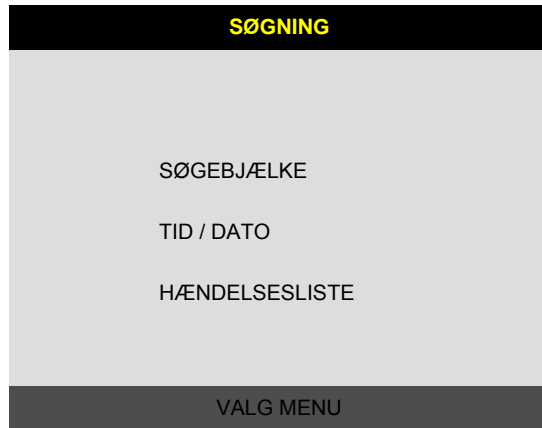 SØGNING
SØGEBJÆLKE
TID / DATO
HÆNDELSESLISTE
VALG MENU